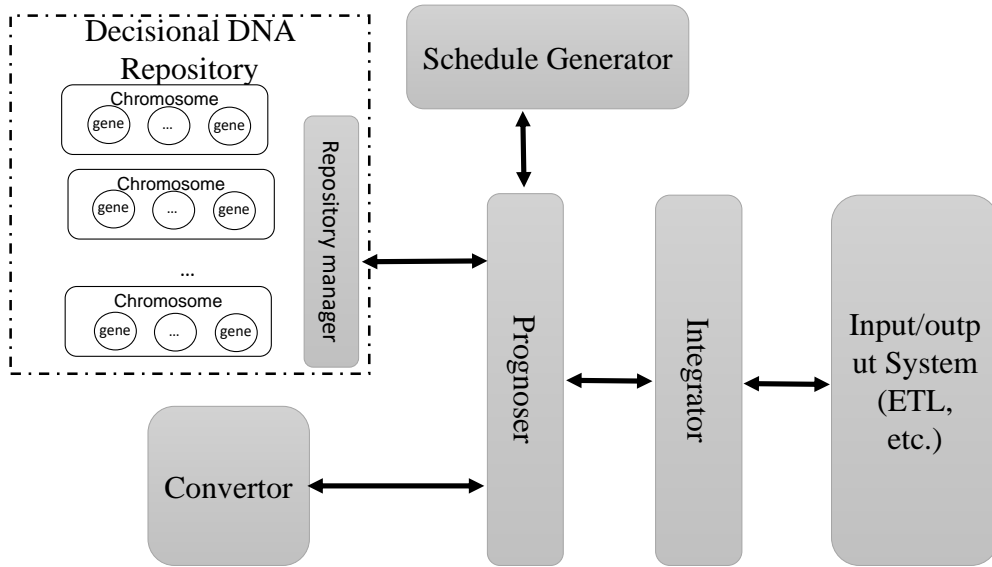 Decisional DNA
Repository
Chromosome
gene
...
gene
Chromosome
gene
...
gene
...
Chromosome
gene
...
gene
Repository manager
Schedule Generator
Prognoser
Integrator
Input/outp
ut System
(ETL,
etc.)
Convertor